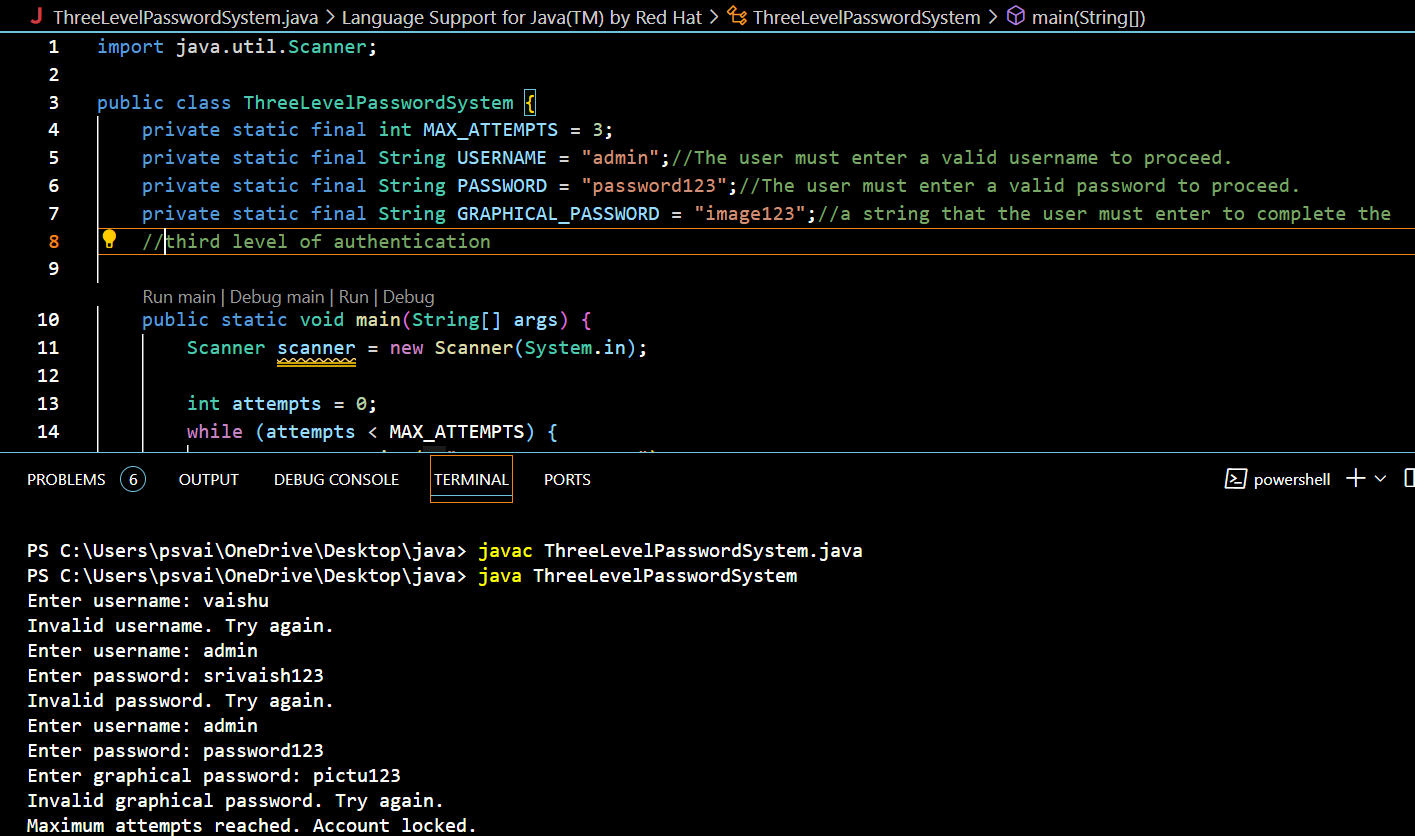 ThreeLevelPasswordSystem.java > Language Support for Java(TM) by Red Hat > ThreeLevelPasswordSystem > main(String[])
1 import java.util.Scanner;
2
3 public class ThreeLevelPasswordSystem {
4 private static final int MAX_ATTEMPTS = 3;
5 private static final String USERNAME = "admin";//The user must enter a valid username to proceed.
6 private static final String PASSWORD = "password123";//The user must enter a valid password to proceed.
7 private static final String GRAPHICAL_PASSWORD = "image123";//a string that the user must enter to complete the
8 //third level of authentication
9
Run main | Debug main | Run | Debug
10 public static void main(String[] args) {
11 Scanner scanner = new Scanner(System.in);
12
13 int attempts = 0;
14 while (attempts < MAX_ATTEMPTS) {
PROBLEMS 6 OUTPUT DEBUG CONSOLE TERMINAL PORTS powershell
PS C:\Users\psvai\OneDrive\Desktop\java> javac ThreeLevelPasswordSystem.java
PS C:\Users\psvai\OneDrive\Desktop\java> java ThreeLevelPasswordSystem
Enter username: vaishu
Invalid username. Try again.
Enter username: admin
Enter password: srivaish123
Invalid password. Try again.
Enter username: admin
Enter password: password123
Enter graphical password: pictu123
Invalid graphical password. Try again.
Maximum attempts reached. Account locked.